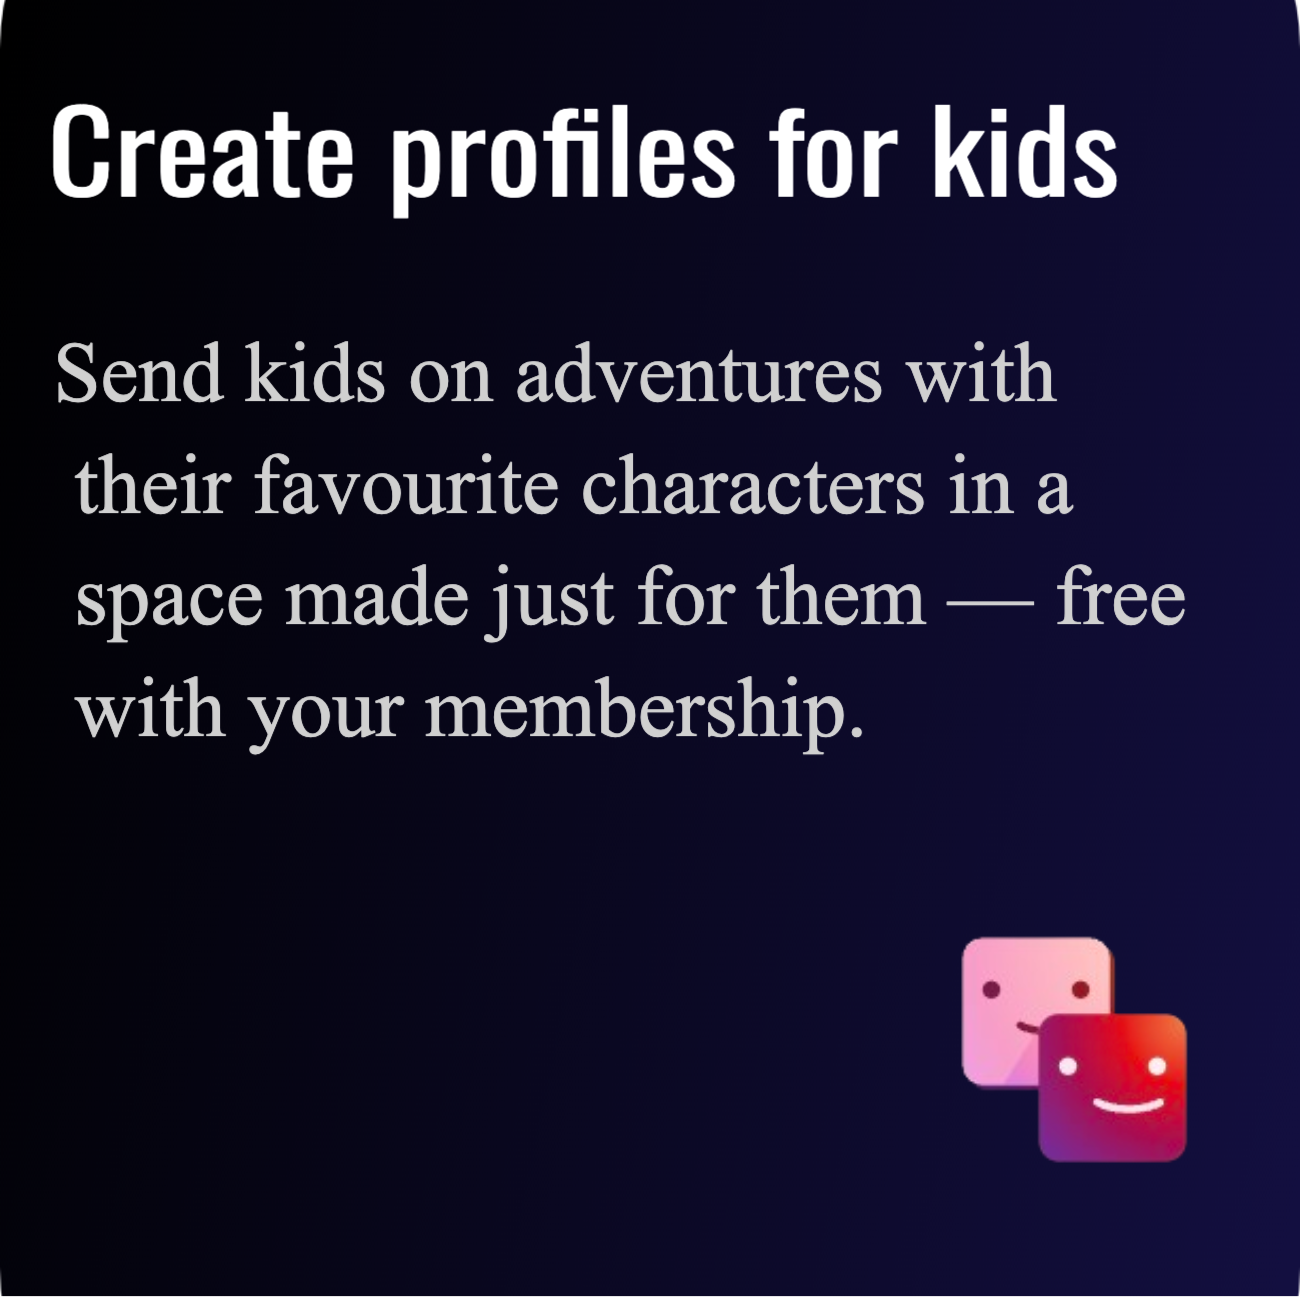 Create profiles for kids
Send kids on adventures with
their favourite characters in a
space made just for them — free
with your membership.